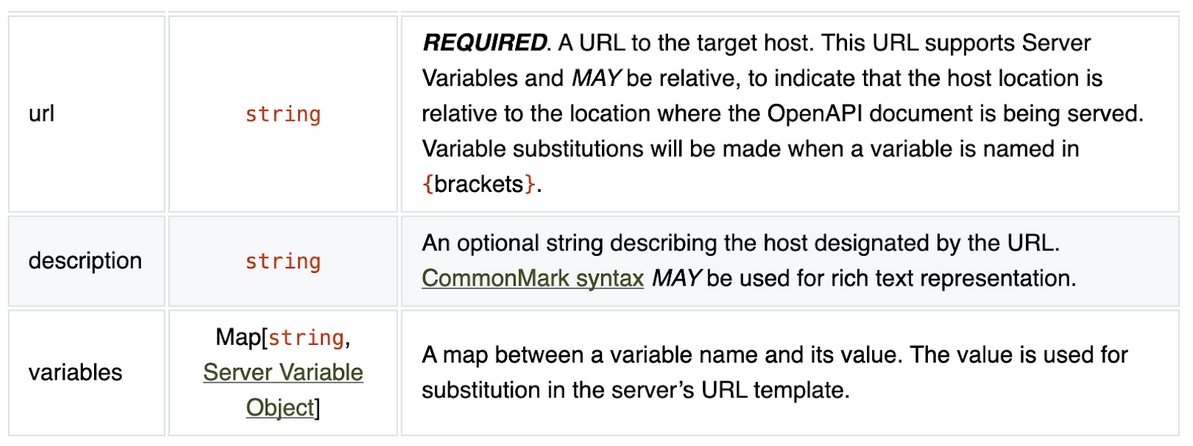 url
string
REQUIRED. A URL to the target host. This URL supports Server
Variables and MAY be relative, to indicate that the host location is
relative to the location where the OpenAPI document is being served.
Variable substitutions will be made when a variable is named in
{brackets}.
description
string
An optional string describing the host designated by the URL.
CommonMark syntax MAY be used for rich text representation.
variables
Map[string,
Server Variable
Object]
A map between a variable name and its value. The value is used for
substitution in the server’s URL template.